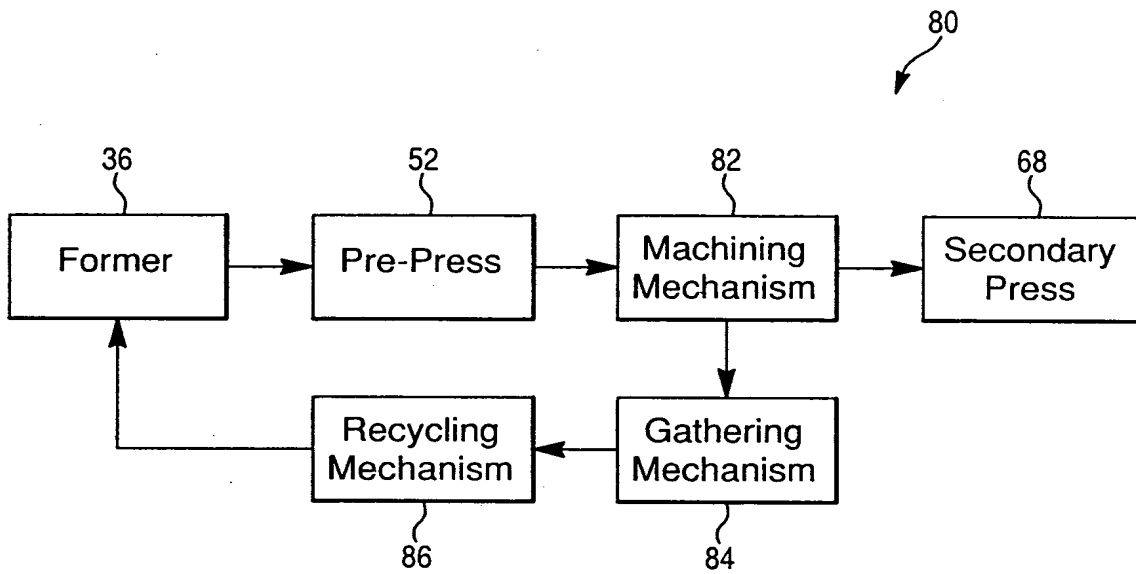 80
36
52
82
68
Former
Pre-Press
Machining
Mechanism
Secondary
Press
Recycling
Mechanism
Gathering
Mechanism
86
84